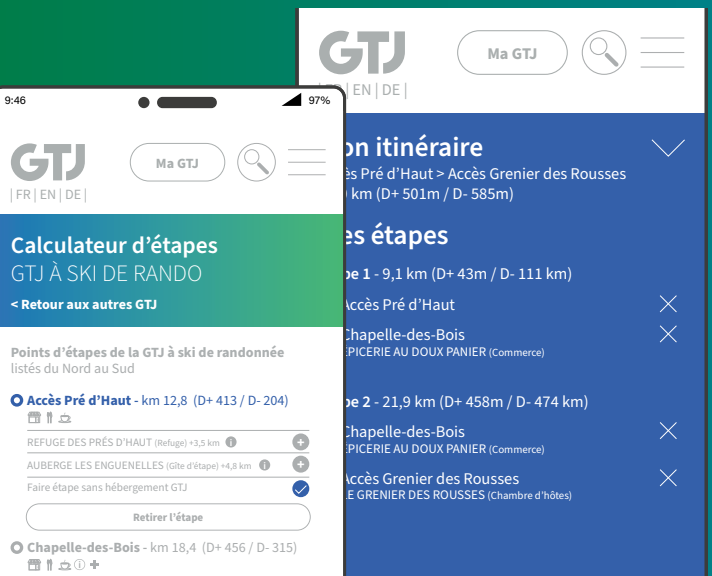 GTJ
Ma GTJ
| EN | DE |
on itinéraire
ès Pré d’Haut > Accès Grenier des Rousses
km (D+ 501m / D- 585m)
es étapes
pe 1 - 9,1 km (D+ 43m / D- 111 km)
Accès Pré d’Haut
Chapelle-des-Bois
EPICERIE AU DOUX PANIER (Commerce)
pe 2 - 21,9 km (D+ 458m / D- 474 km)
Chapelle-des-Bois
EPICERIE AU DOUX PANIER (Commerce)
Accès Grenier des Rousses
LE GRENIER DES ROUSSES (Chambre d’hôtes)
9:46
97%
GTJ
Ma GTJ
| FR | EN | DE |
Calculateur d’étapes
GTJ À SKI DE RANDO
< Retour aux autres GTJ
Points d’étapes de la GTJ à ski de randonnée
listés du Nord au Sud
Accès Pré d’Haut - km 12,8 (D+ 413 / D- 204)
REFUGE DES PRÉS D’HAUT (Refuge) +3,5 km
AUBERGE LES ENGUENELLES (Gîte d’étape) +4,8 km
Faire étape sans hébergement GTJ
Retirer l’étape
Chapelle-des-Bois - km 18,4 (D+ 456 / D- 315)